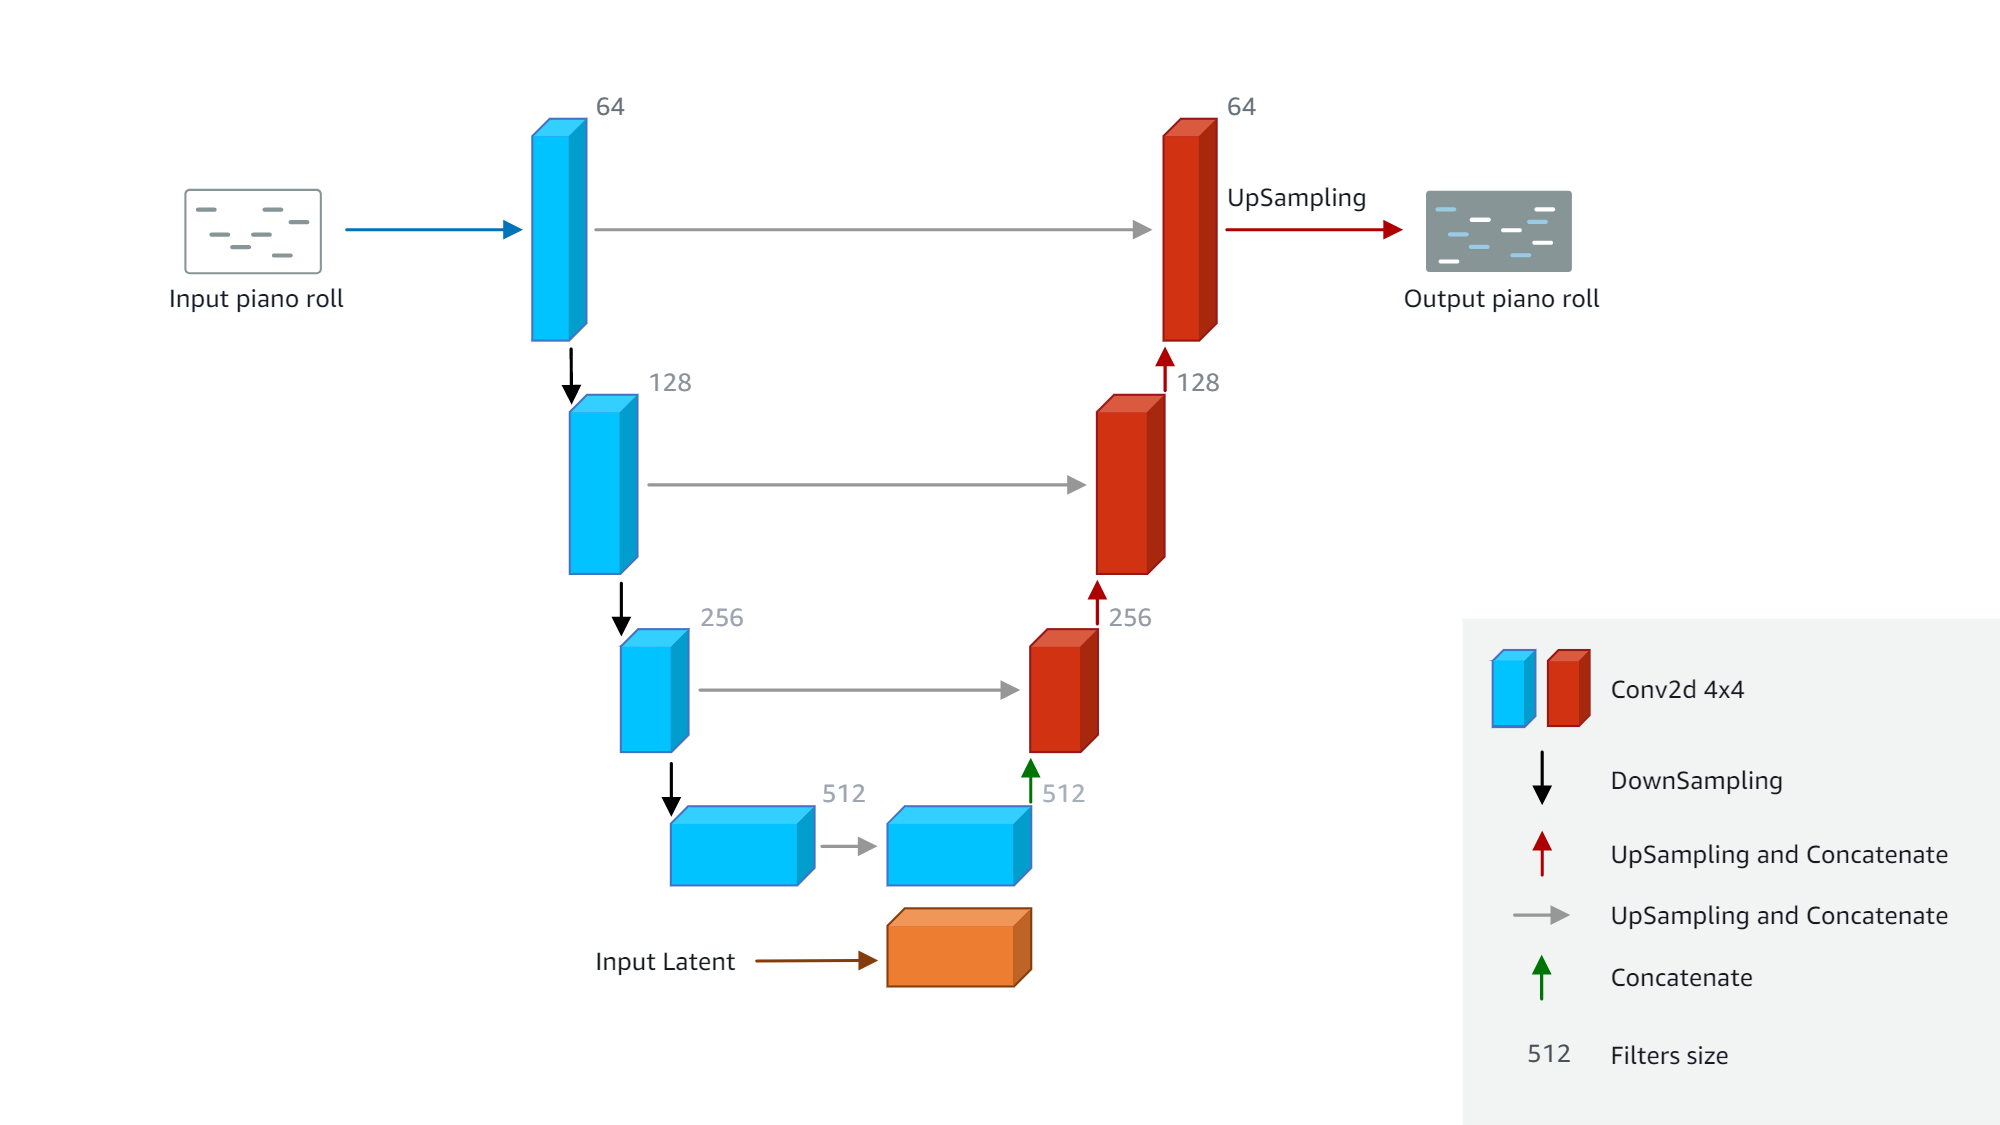 64
64
UpSampling
Input piano roll
Output piano roll
128
128
256
256
512
512
Input Latent
Conv2d 4x4
DownSampling
UpSampling and Concatenate
UpSampling and Concatenate
Concatenate
512 Filters size